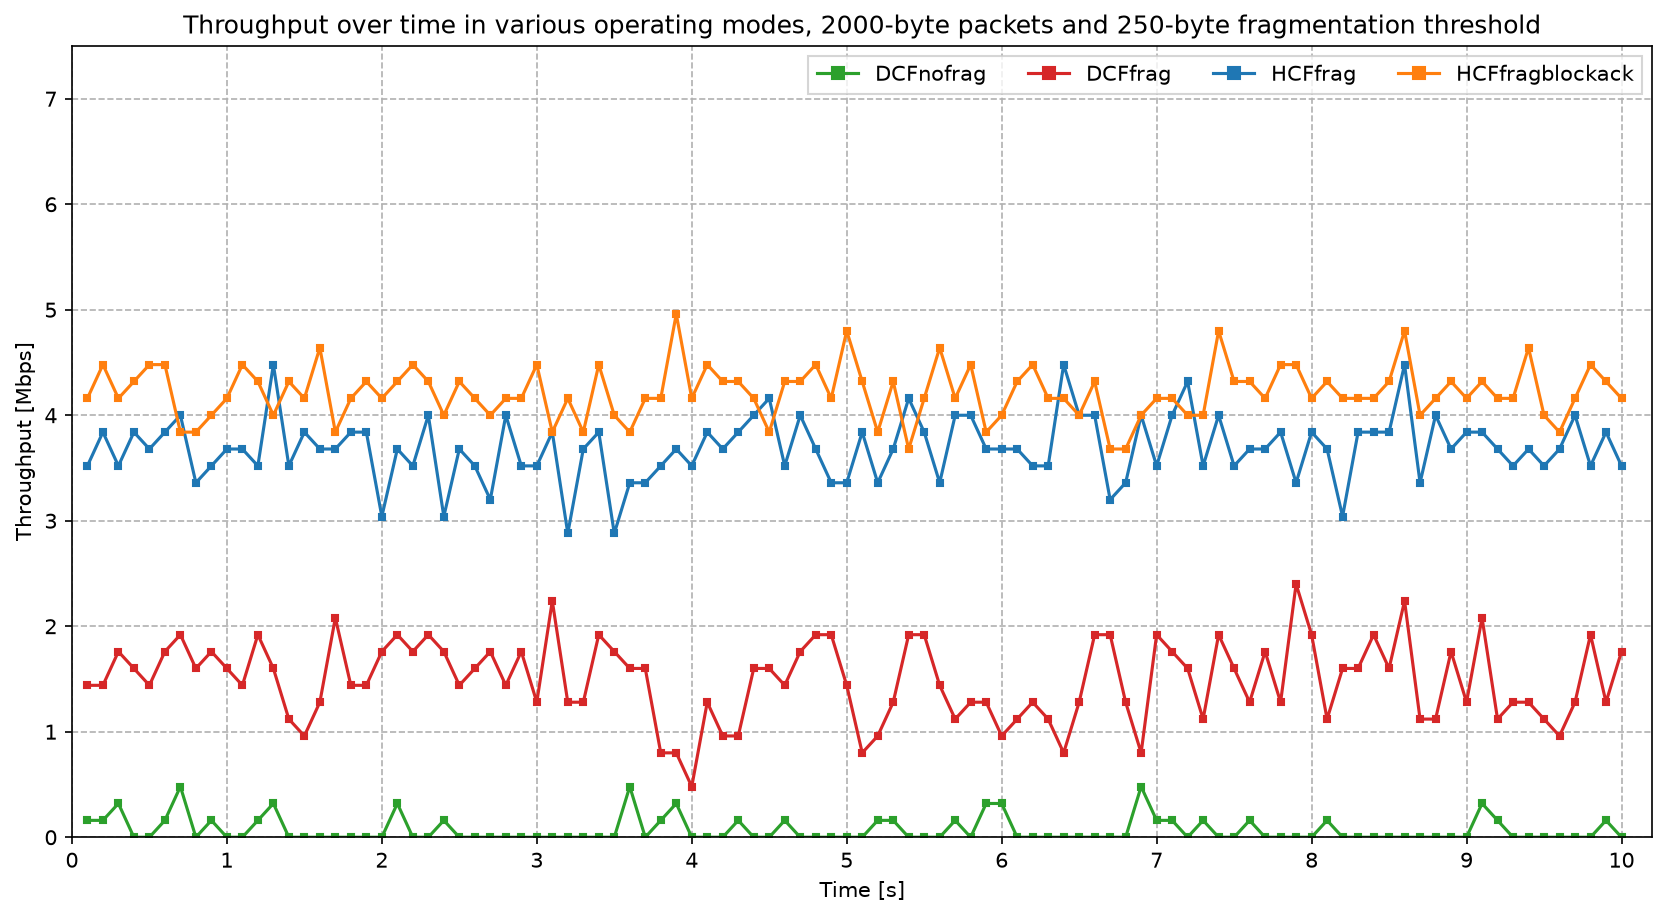 Throughput over time in various operating modes, 2000-byte packets and 250-byte fragmentation threshold
DCFnofrag DCFfrag HCFfrag HCFfragblockack
Throughput [Mbps]
7
6
5
4
3
2
1
0
0 1 2 3 4 5 6 7 8 9 10
Time [s]